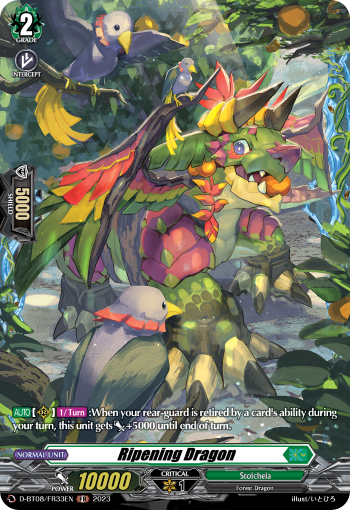 2
GRADE
INTERCEPT
5000
SHIELD
AUTO [ ] 1/Turn :When your rear-guard is retired by a card's ability during
your turn, this unit gets +5000 until end of turn.
NORMAL UNIT
Ripening Dragon
POWER 10000
CRITICAL
1
Stoicheia
Forest Dragon
D-BT08/FR33EN FR 2023
illust/いとひろ